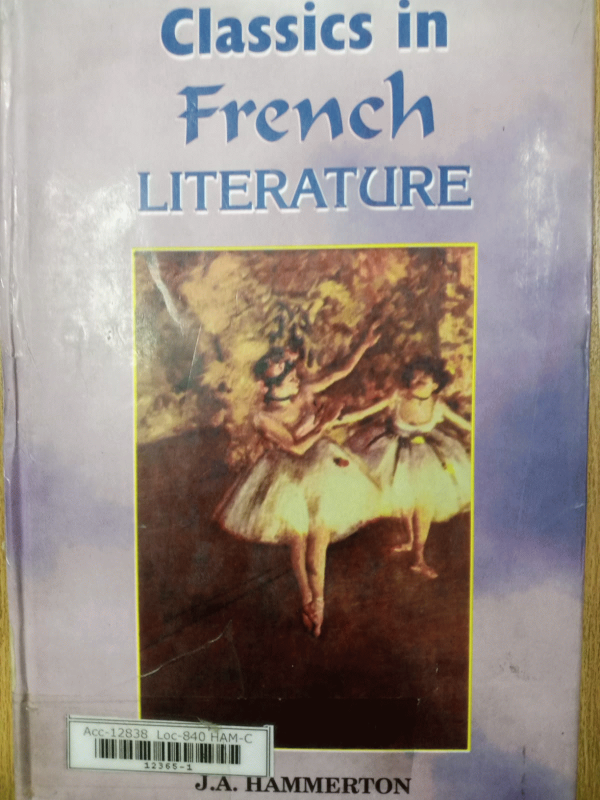 Classics in
French
LITERATURE
Acc-12838 Loc-840 HAM-C
12365-1
J.A. HAMMERTON